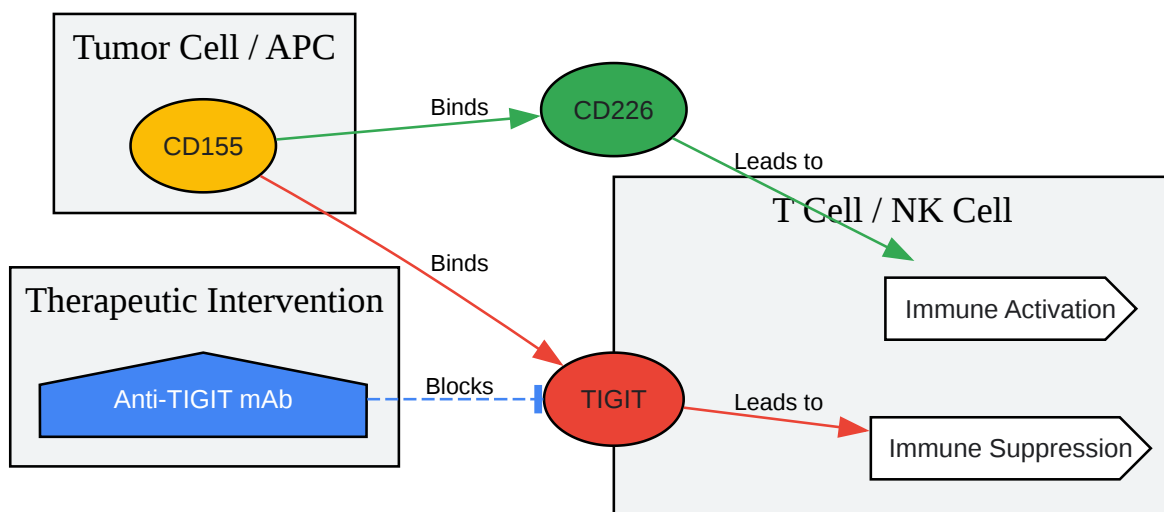 Tumor Cell / APC
CD155
Binds
CD226
Leads to
T Cell / NK Cell
Binds
Immune Activation
Therapeutic Intervention
Anti-TIGIT mAb
Blocks
TIGIT
Leads to
Immune Suppression